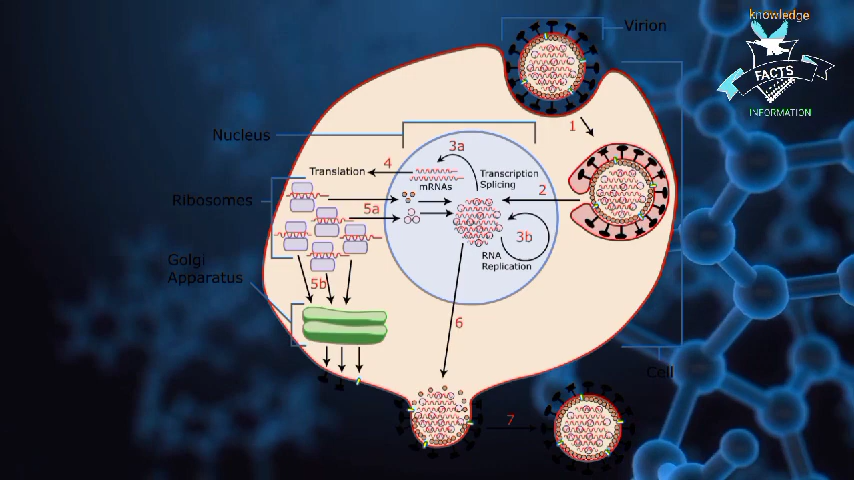 knowledge
FACTS
INFORMATION
Virion
1
Nucleus
3a
4
Translation
mRNAs
Transcription
Splicing
2
Ribosomes
5a
3b
RNA
Replication
Golgi
Apparatus
5b
6
Cell
7